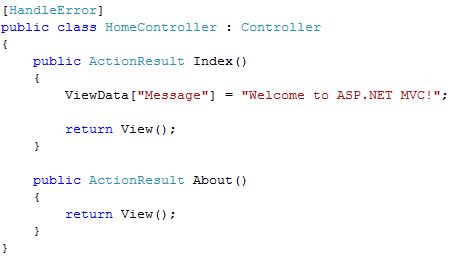 [HandleError]
public class HomeController : Controller
{
    public ActionResult Index()
    {
        ViewData["Message"] = "Welcome to ASP.NET MVC!";

        return View();
    }

    public ActionResult About()
    {
        return View();
    }
}